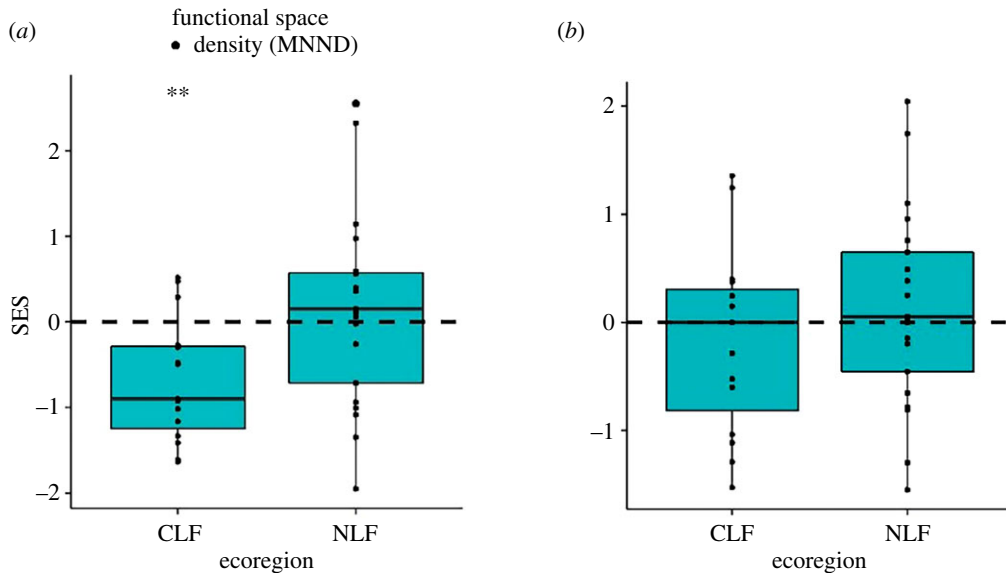 (a)
functional space
density (MNND)
**
2
1
0
−1
−2
SES
CLF
NLF
ecoregion
(b)
2
1
0
−1
CLF
NLF
ecoregion